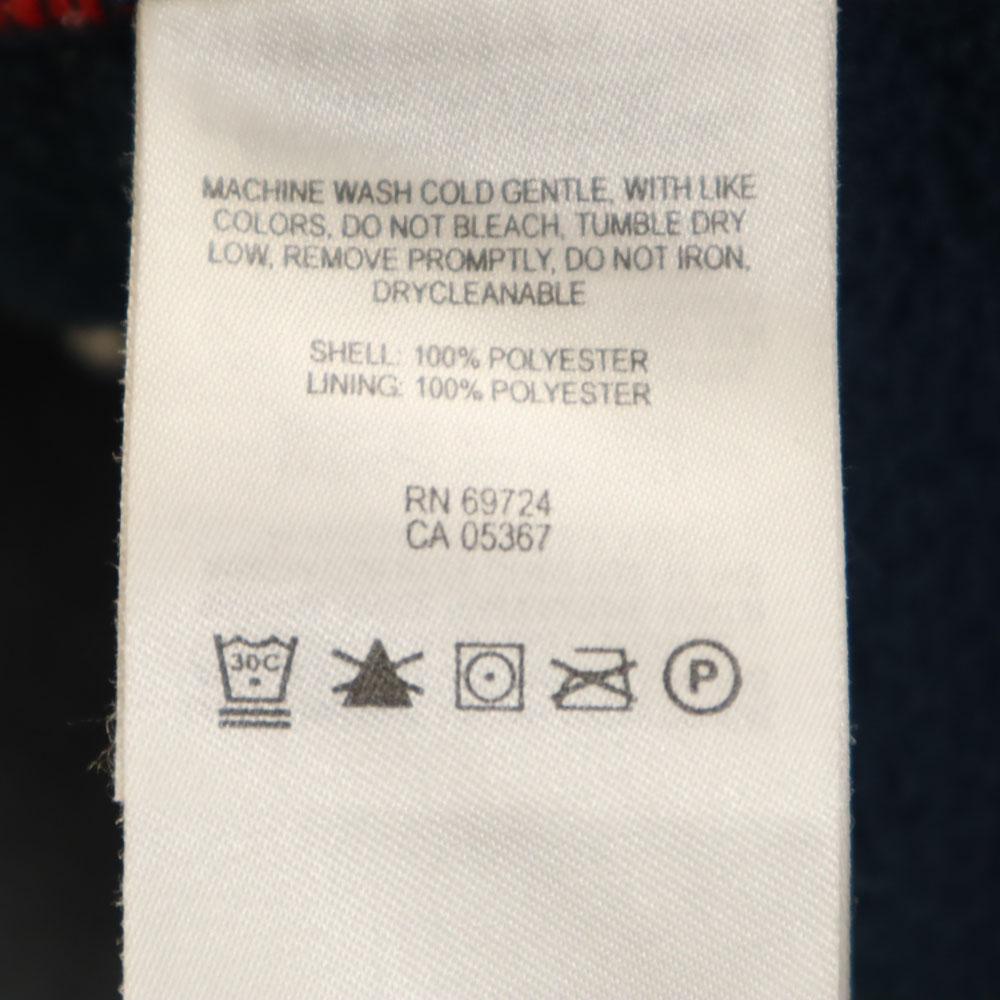 MACHINE WASH COLD GENTLE, WITH LIKE
COLORS, DO NOT BLEACH, TUMBLE DRY
LOW, REMOVE PROMPTLY, DO NOT IRON,
DRYCLEANABLE
SHELL: 100% POLYESTER
LINING: 100% POLYESTER
RN 69724
CA 05367
30C
P